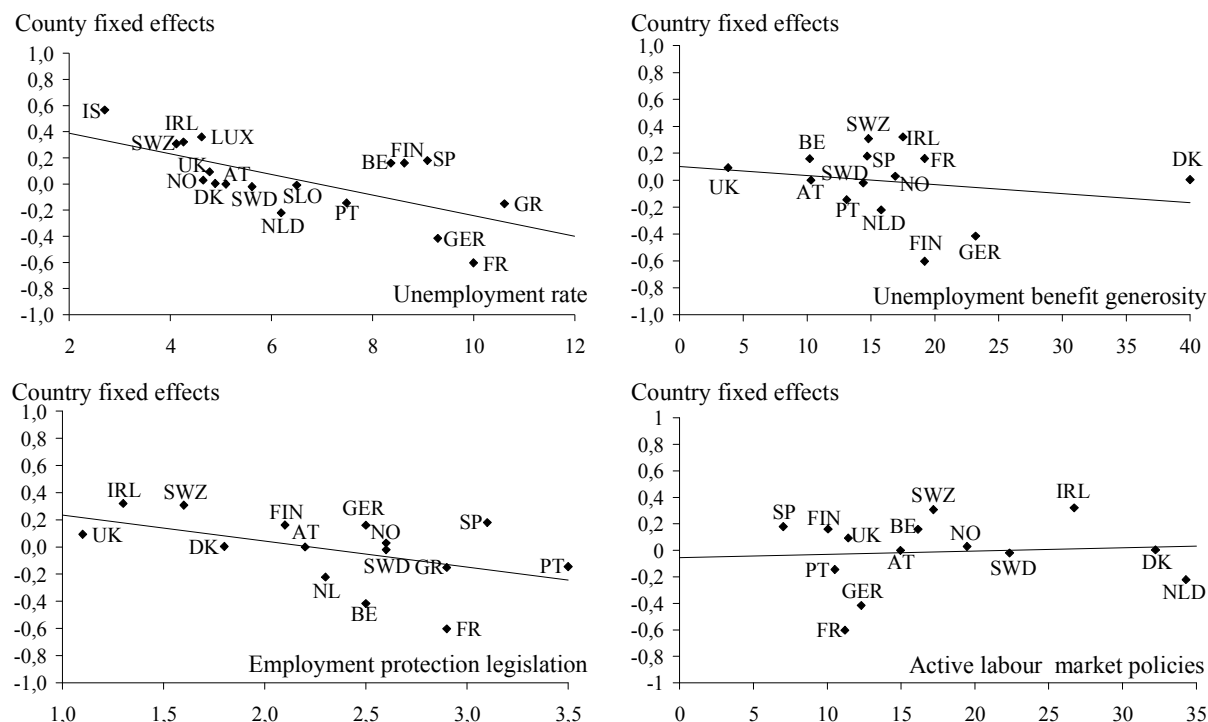 County fixed effects
1,0
0,8
0,6
0,4
0,2
0,0
-0,2
-0,4
-0,6
-0,8
-1,0
IS
IRL
SWZ
LUX
UK
NO
DK
AT
SWD
SLO
NLD
PT
BE
FIN
SP
GR
GER
FR
Unemployment rate
2 4 6 8 10 12
Country fixed effects
1,0
0,8
0,6
0,4
0,2
0,0
-0,2
-0,4
-0,6
-0,8
-1,0
UK
BE
AT
SWZ
SP
SWD
PT
NLD
IRL
FR
NO
FIN
GER
DK
Unemployment benefit generosity
0 5 10 15 20 25 30 35 40
Country fixed effects
1,0
0,8
0,6
0,4
0,2
0,0
-0,2
-0,4
-0,6
-0,8
-1,0
UK
IRL
SWZ
DK
FIN
AT
NL
GER
NO
SWD
BE
GR
FR
SP
PT
Employment protection legislation
1,0 1,5 2,0 2,5 3,0 3,5
Country fixed effects
1
0,8
0,6
0,4
0,2
0
-0,2
-0,4
-0,6
-0,8
-1
SP
FIN
UK
PT
GER
FR
BE
AT
SWZ
NO
SWD
IRL
DK
NLD
Active labour market policies
0 5 10 15 20 25 30 35